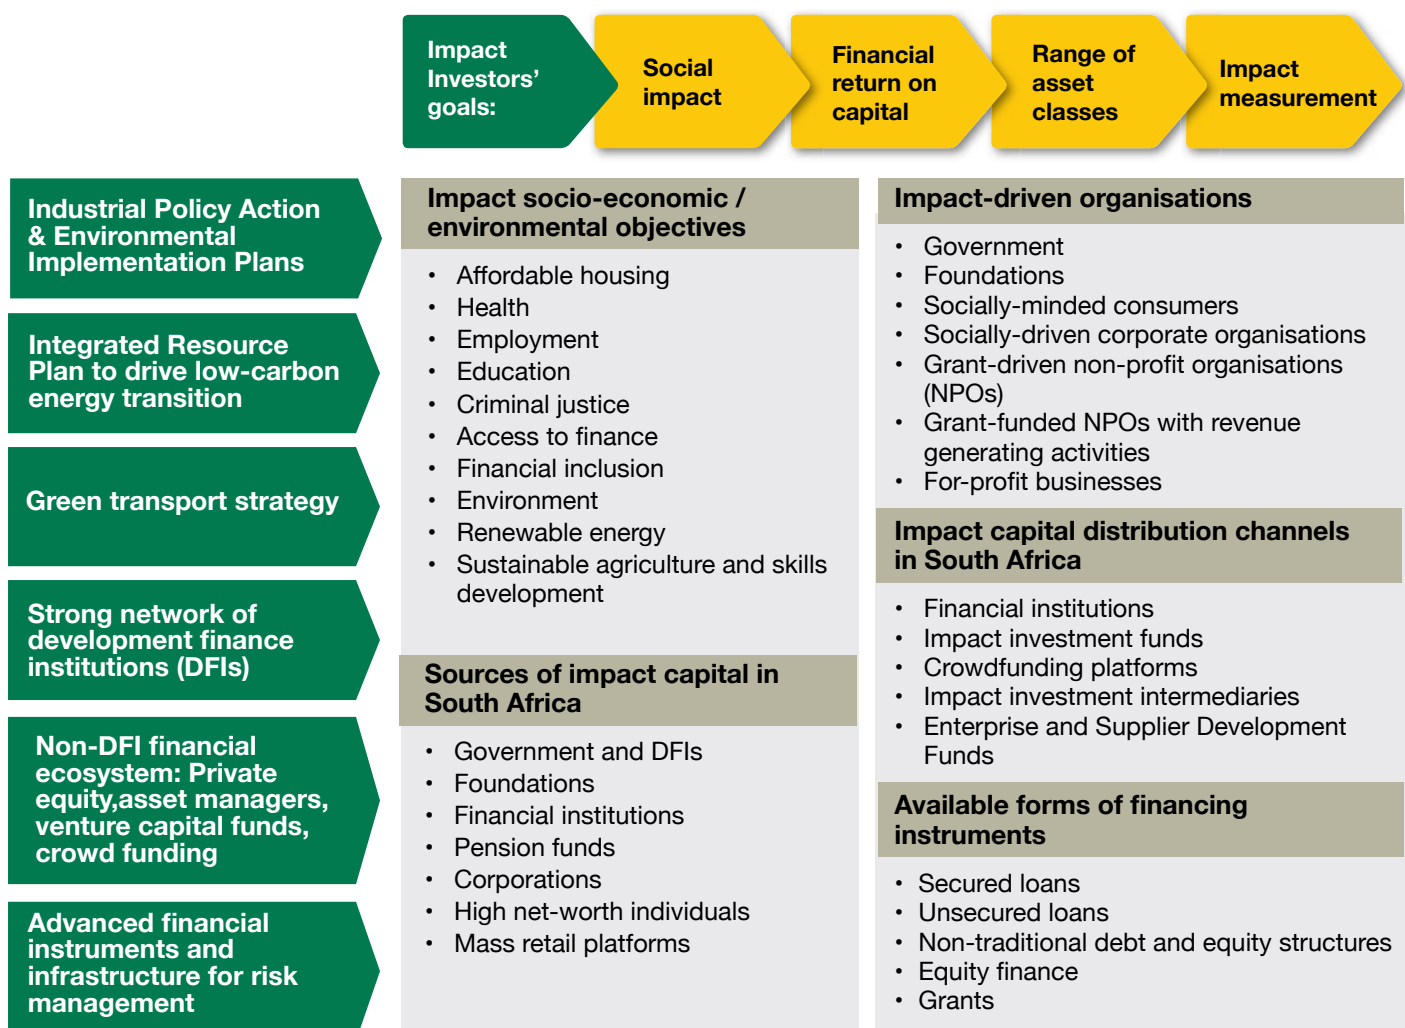 Impact
Investors’
goals:
Social
impact
Financial
return on
capital
Range of
asset
classes
Impact
measurement
Industrial Policy Action
& Environmental
Implementation Plans
Integrated Resource
Plan to drive low-carbon
energy transition
Green transport strategy
Strong network of
development finance
institutions (DFIs)
Non-DFI financial
ecosystem: Private
equity,asset managers,
venture capital funds,
crowd funding
Advanced financial
instruments and
infrastructure for risk
management
Impact socio-economic /
environmental objectives
• Affordable housing
• Health
• Employment
• Education
• Criminal justice
• Access to finance
• Financial inclusion
• Environment
• Renewable energy
• Sustainable agriculture and skills
development
Sources of impact capital in
South Africa
• Government and DFIs
• Foundations
• Financial institutions
• Pension funds
• Corporations
• High net-worth individuals
• Mass retail platforms
Impact-driven organisations
• Government
• Foundations
• Socially-minded consumers
• Socially-driven corporate organisations
• Grant-driven non-profit organisations
(NPOs)
• Grant-funded NPOs with revenue
generating activities
• For-profit businesses
Impact capital distribution channels
in South Africa
• Financial institutions
• Impact investment funds
• Crowdfunding platforms
• Impact investment intermediaries
• Enterprise and Supplier Development
Funds
Available forms of financing
instruments
• Secured loans
• Unsecured loans
• Non-traditional debt and equity structures
• Equity finance
• Grants